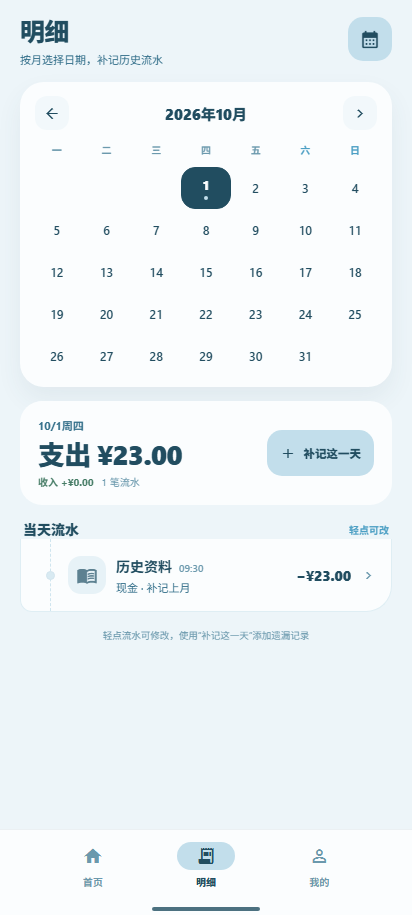 明细
按月选择日期，补记历史流水
2026年10月
一 二 三 四 五 六 日
1 2 3 4
5 6 7 8 9 10 11
12 13 14 15 16 17 18
19 20 21 22 23 24 25
26 27 28 29 30 31
10/1周四
支出 ¥23.00
收入 +¥0.00 1 笔流水
补记这一天
当天流水 轻点可改
历史资料 09:30
现金 · 补记上月
−¥23.00
轻点流水可修改，使用“补记这一天”添加遗漏记录
首页 明细 我的